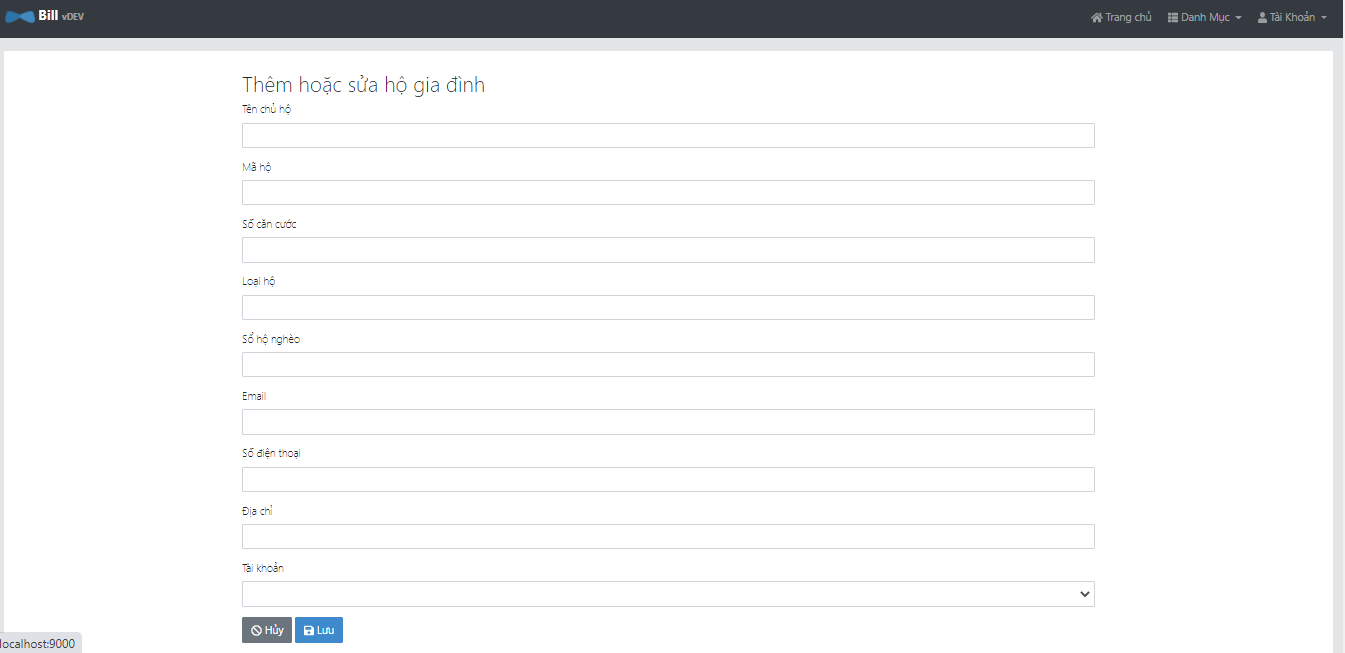 Bill vDEV
Trang chủ Danh Mục Tài Khoản
Thêm hoặc sửa hộ gia đình
Tên chủ hộ
Mã hộ
Số căn cước
Loại hộ
Sổ hộ nghèo
Email
Số điện thoại
Địa chỉ
Tài khoản
Hủy Lưu
localhost:9000